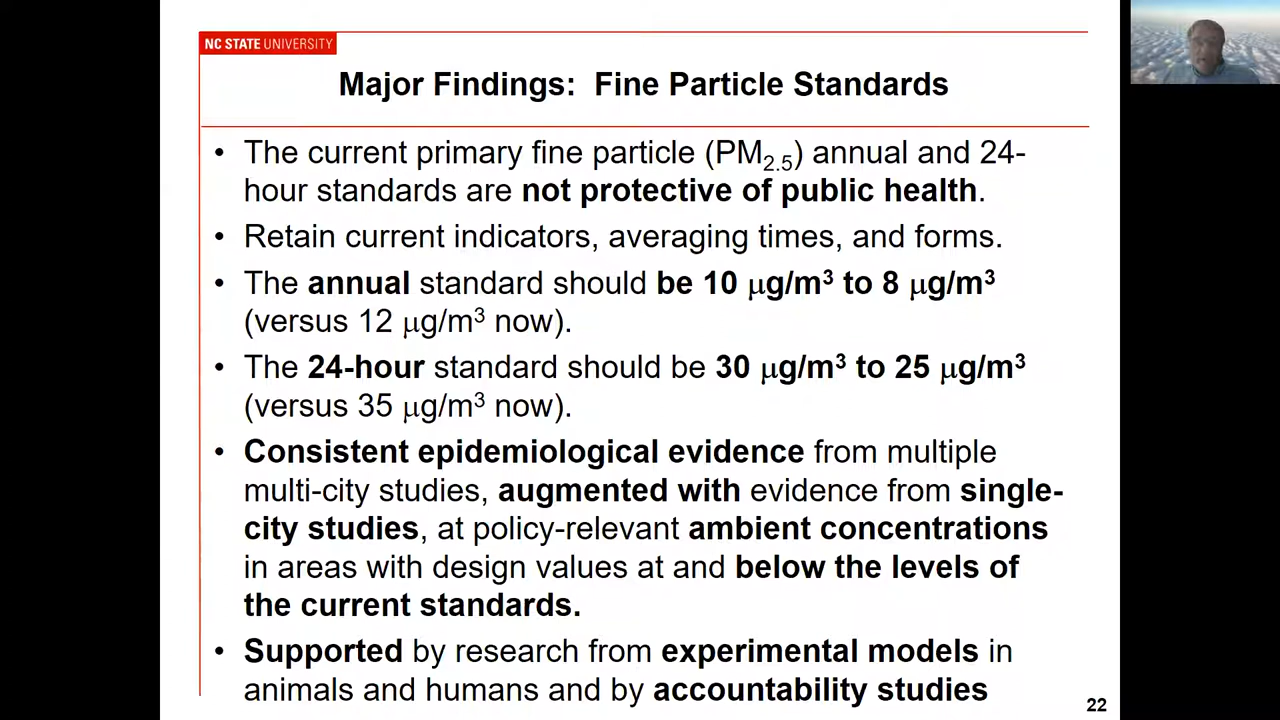 NC STATE UNIVERSITY
Major Findings: Fine Particle Standards
• The current primary fine particle (PM2.5) annual and 24-
hour standards are not protective of public health.
• Retain current indicators, averaging times, and forms.
• The annual standard should be 10 μg/m³ to 8 μg/m³
(versus 12 μg/m³ now).
• The 24-hour standard should be 30 μg/m³ to 25 μg/m³
(versus 35 μg/m³ now).
• Consistent epidemiological evidence from multiple
multi-city studies, augmented with evidence from single-
city studies, at policy-relevant ambient concentrations
in areas with design values at and below the levels of
the current standards.
• Supported by research from experimental models in
animals and humans and by accountability studies
22